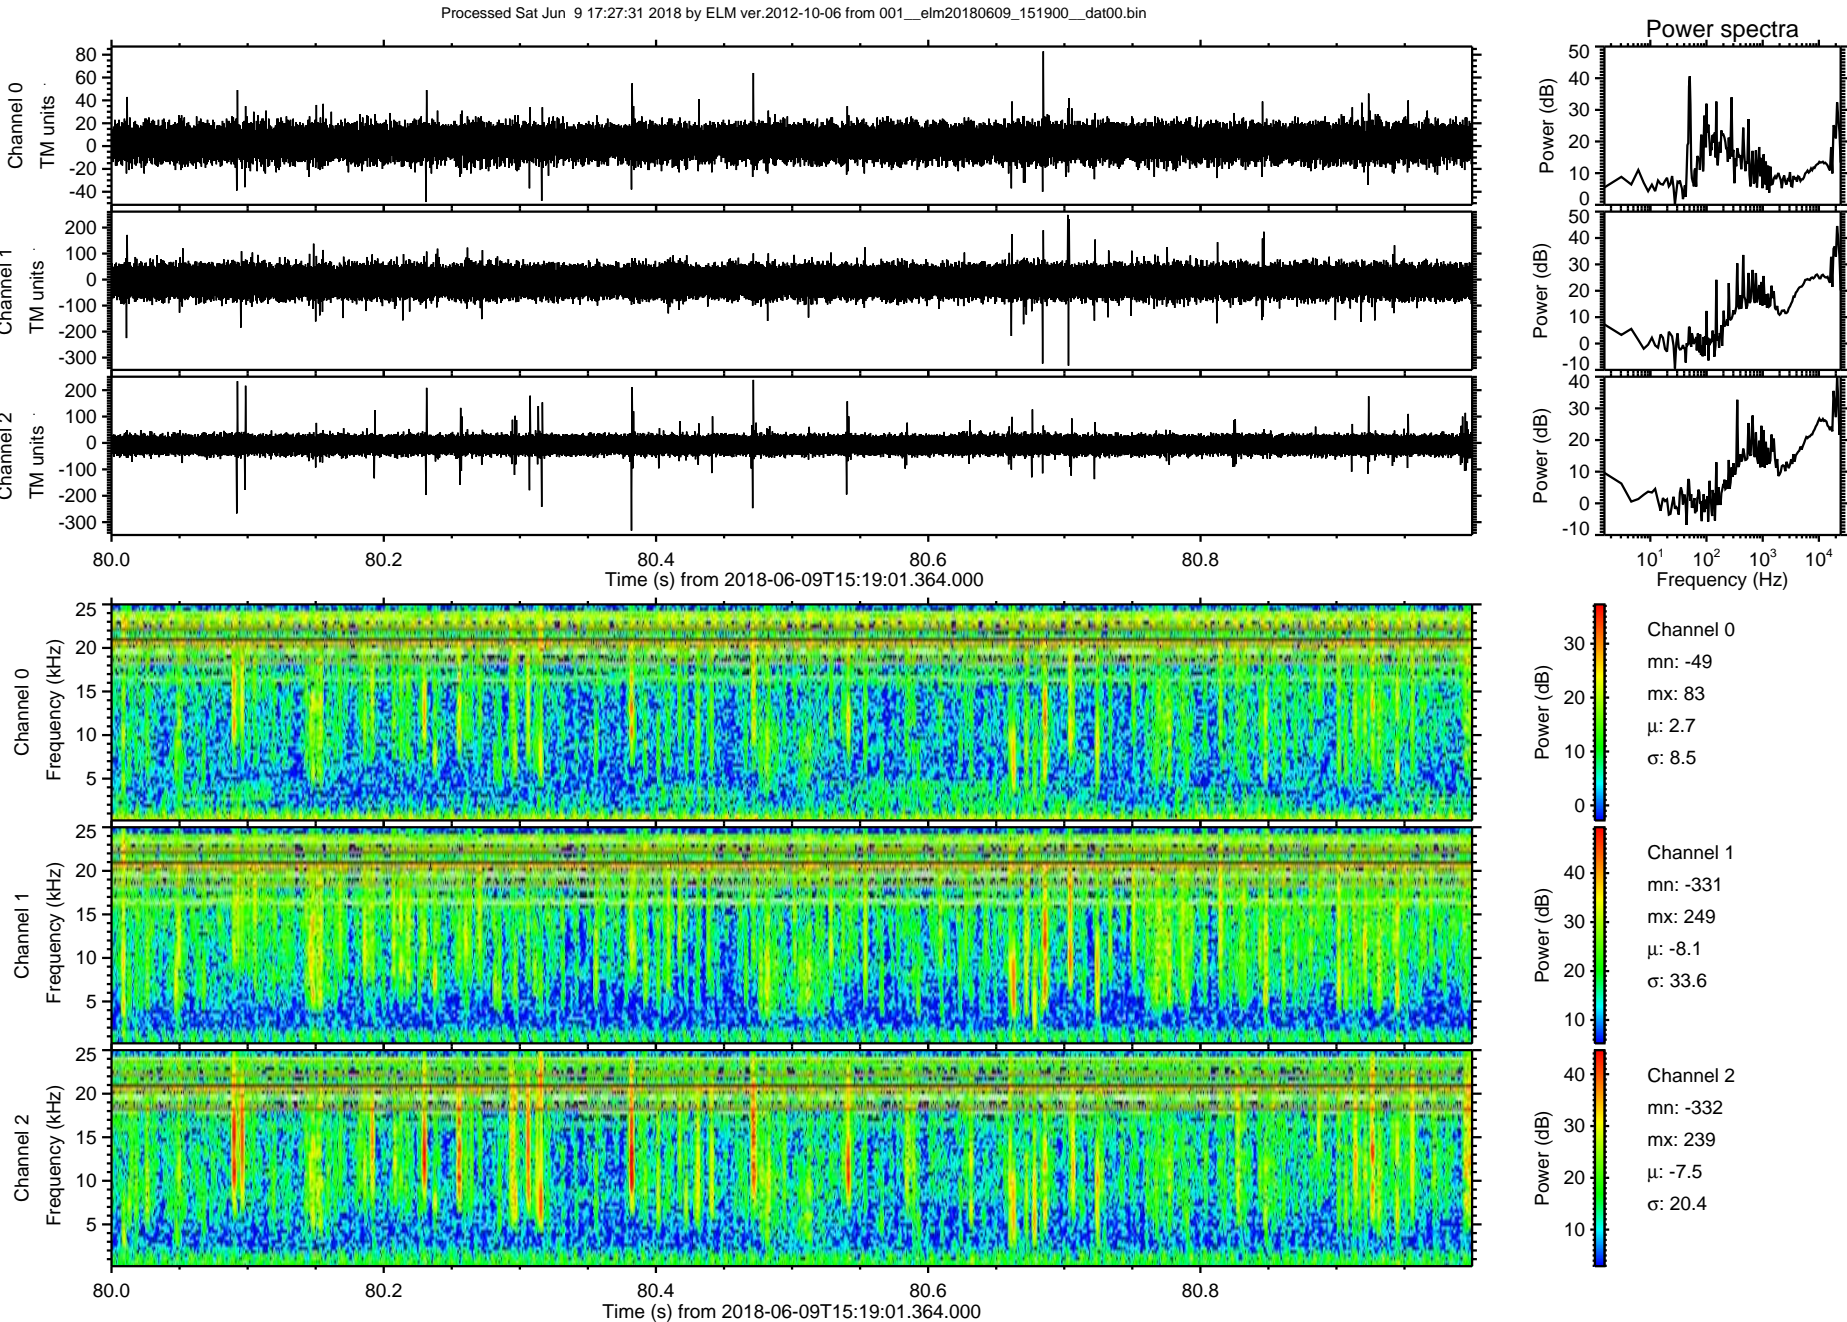 Processed Sat Jun  9 17:27:31 2018 by ELM ver.2012-10-06 from 001__elm20180609_151900__dat00.bin
Power spectra
Channel 0
TM units
80
60
40
20
0
-20
-40
Power (dB)
50
40
30
20
10
0
Channel 1
TM units
200
100
0
-100
-200
-300
Power (dB)
50
40
30
20
10
0
-10
Channel 2
TM units
200
100
0
-100
-200
-300
Power (dB)
40
30
20
10
0
-10
80.0 80.2 80.4 80.6 80.8
Time (s) from 2018-06-09T15:19:01.364.000
10¹ 10² 10³ 10⁴
Frequency (Hz)
Channel 0
Frequency (kHz)
25
20
15
10
5
Power (dB)
30
20
10
0
Channel 0
mn: -49
mx: 83
μ: 2.7
σ: 8.5
Channel 1
Frequency (kHz)
25
20
15
10
5
Power (dB)
40
30
20
10
Channel 1
mn: -331
mx: 249
μ: -8.1
σ: 33.6
Channel 2
Frequency (kHz)
25
20
15
10
5
Power (dB)
40
30
20
10
Channel 2
mn: -332
mx: 239
μ: -7.5
σ: 20.4
80.0 80.2 80.4 80.6 80.8
Time (s) from 2018-06-09T15:19:01.364.000